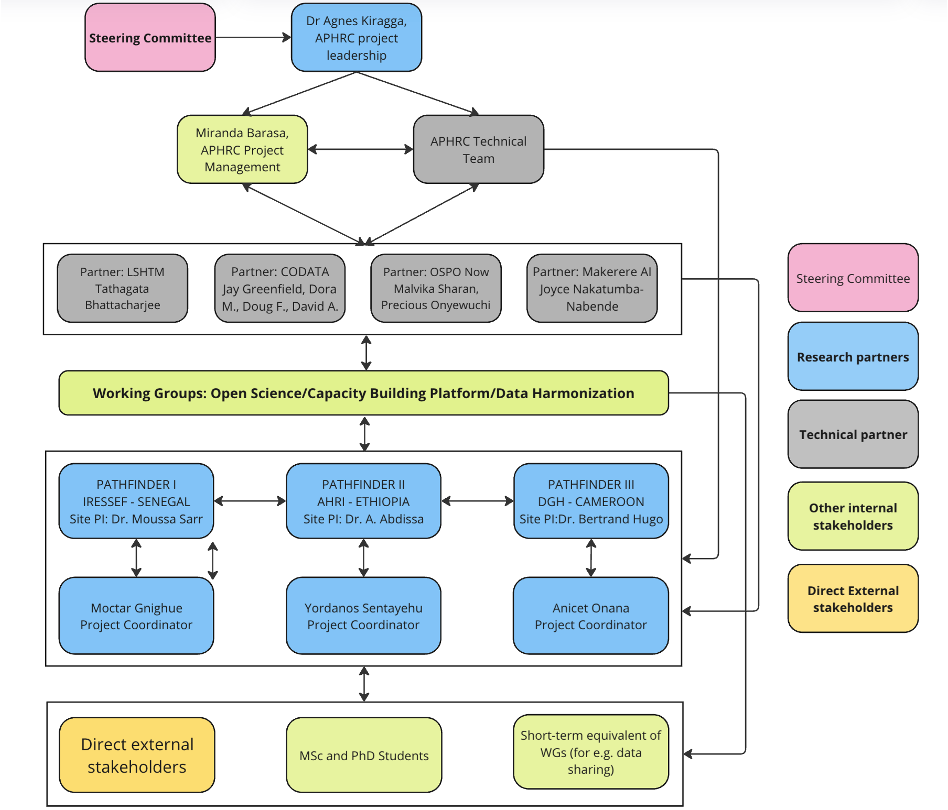 Steering Committee
Dr Agnes Kiragga,
APHRC project
leadership
Miranda Barasa,
APHRC Project
Management
APHRC Technical
Team
Partner: LSHTM
Tathagata
Bhattacharjee
Partner: CODATA
Jay Greenfield, Dora
M., Doug F., David A.
Partner: OSPO Now
Malvika Sharan,
Precious Onyewuchi
Partner: Makerere AI
Joyce Nakatumba-
Nabende
Working Groups: Open Science/Capacity Building Platform/Data Harmonization
PATHFINDER I
IRESSEF - SENEGAL
Site PI: Dr. Moussa Sarr
PATHFINDER II
AHRI - ETHIOPIA
Site PI: Dr. A. Abdissa
PATHFINDER III
DGH - CAMEROON
Site PI:Dr. Bertrand Hugo
Moctar Gnighue
Project Coordinator
Yordanos Sentayehu
Project Coordinator
Anicet Onana
Project Coordinator
Direct external
stakeholders
MSc and PhD Students
Short-term equivalent of
WGs (for e.g. data
sharing)
Steering Committee
Research partners
Technical partner
Other internal
stakeholders
Direct External
stakeholders